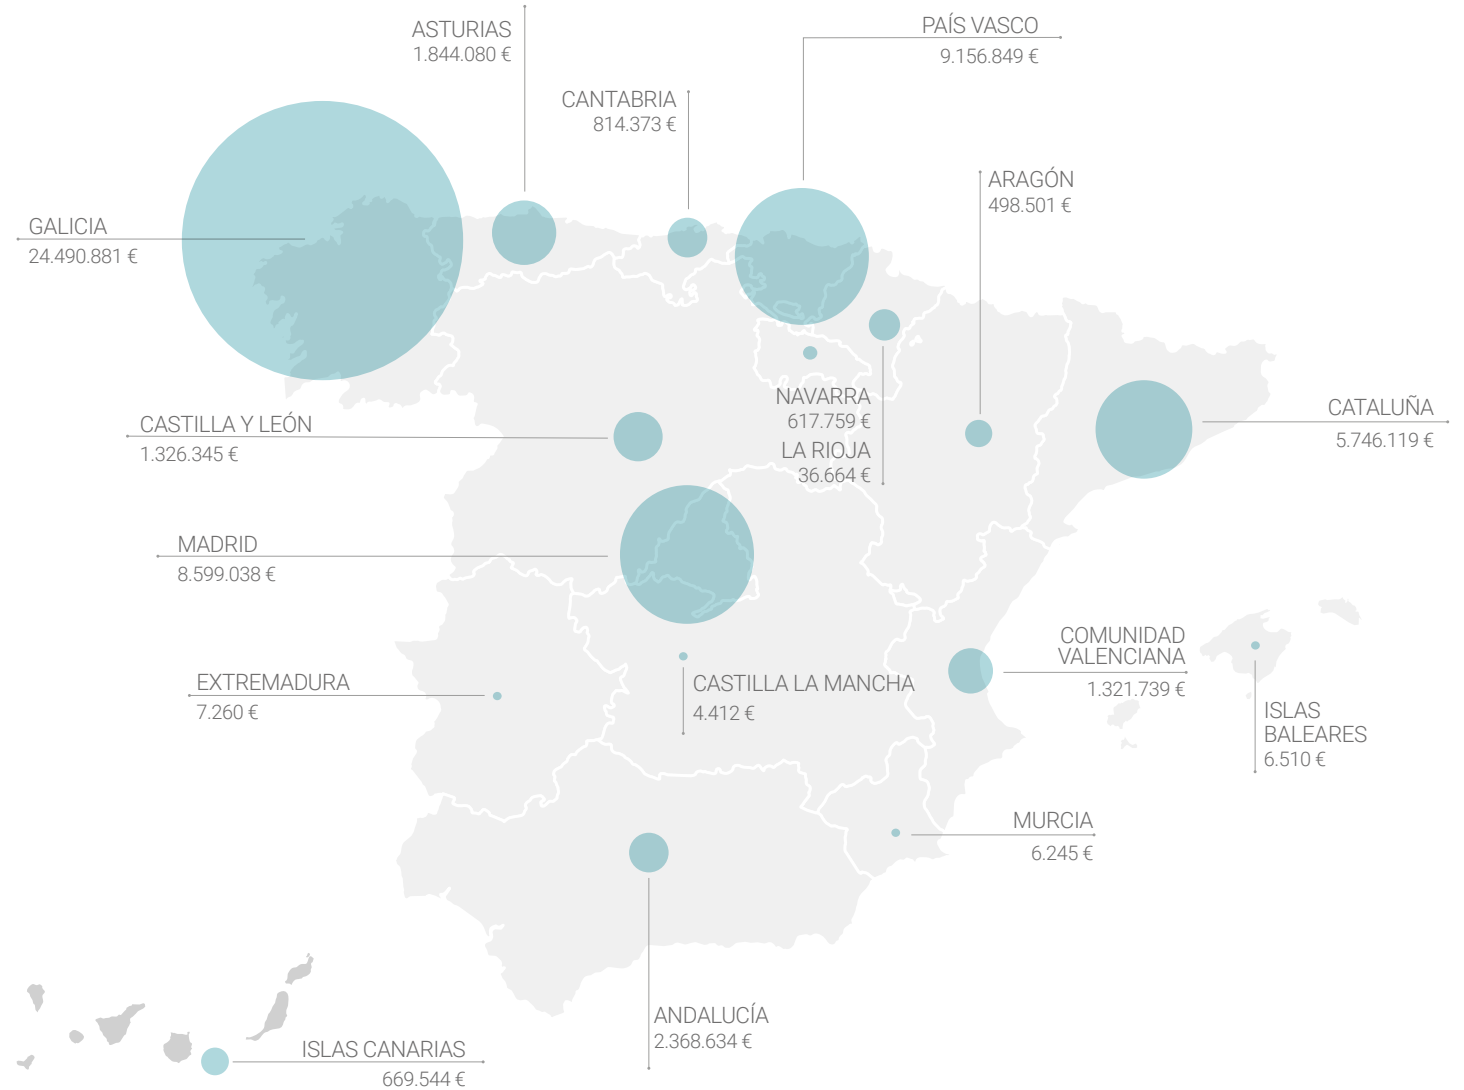 ASTURIAS
1.844.080 €
PAÍS VASCO
9.156.849 €
CANTABRIA
814.373 €
ARAGÓN
498.501 €
GALICIA
24.490.881 €
NAVARRA
617.759 €
LA RIOJA
36.664 €
CATALUÑA
5.746.119 €
CASTILLA Y LEÓN
1.326.345 €
MADRID
8.599.038 €
COMUNIDAD
VALENCIANA
1.321.739 €
EXTREMADURA
7.260 €
CASTILLA LA MANCHA
4.412 €
ISLAS
BALEARES
6.510 €
MURCIA
6.245 €
ANDALUCÍA
2.368.634 €
ISLAS CANARIAS
669.544 €